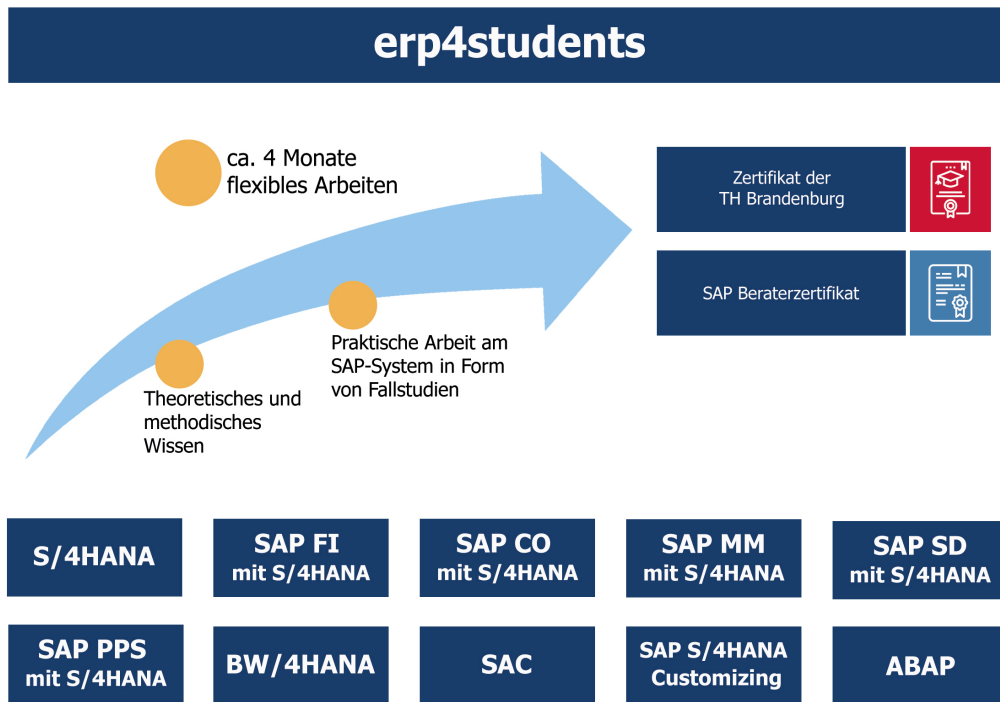 erp4students
ca. 4 Monate
flexibles Arbeiten
Zertifikat der
TH Brandenburg
SAP Beraterzertifikat
Praktische Arbeit am
SAP-System in Form
von Fallstudien
Theoretisches und
methodisches
Wissen
S/4HANA
SAP FI
mit S/4HANA
SAP CO
mit S/4HANA
SAP MM
mit S/4HANA
SAP SD
mit S/4HANA
SAP PPS
mit S/4HANA
BW/4HANA
SAC
SAP S/4HANA
Customizing
ABAP